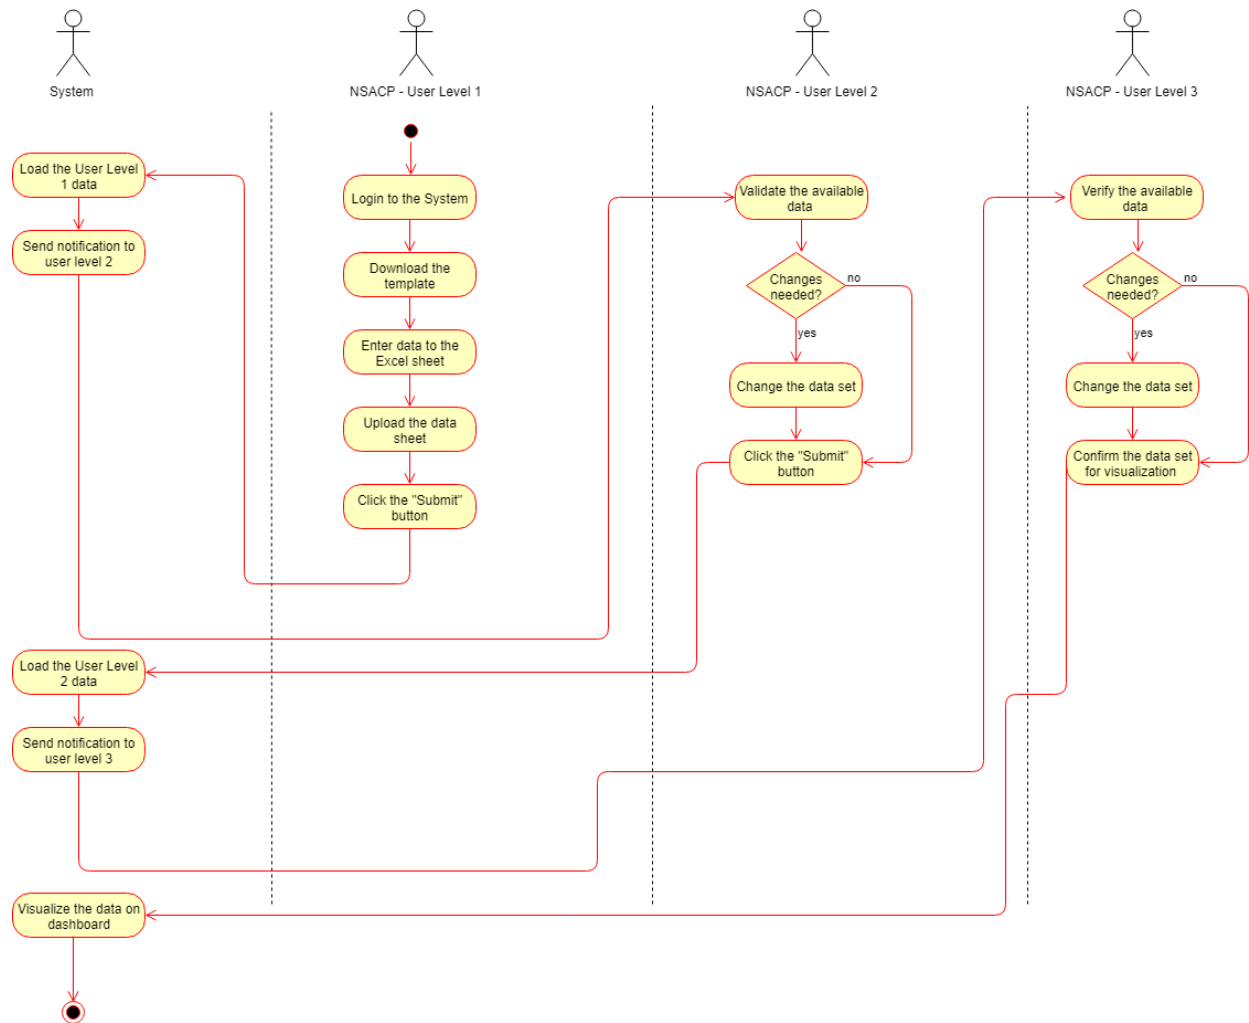 System
NSACP - User Level 1
NSACP - User Level 2
NSACP - User Level 3
Load the User Level
1 data
Send notification to
user level 2
Login to the System
Download the
template
Enter data to the
Excel sheet
Upload the data
sheet
Click the "Submit"
button
Validate the available
data
Changes
needed?
no
yes
Change the data set
Click the "Submit"
button
Verify the available
data
Changes
needed?
no
yes
Change the data set
Confirm the data set
for visualization
Load the User Level
2 data
Send notification to
user level 3
Visualize the data on
dashboard